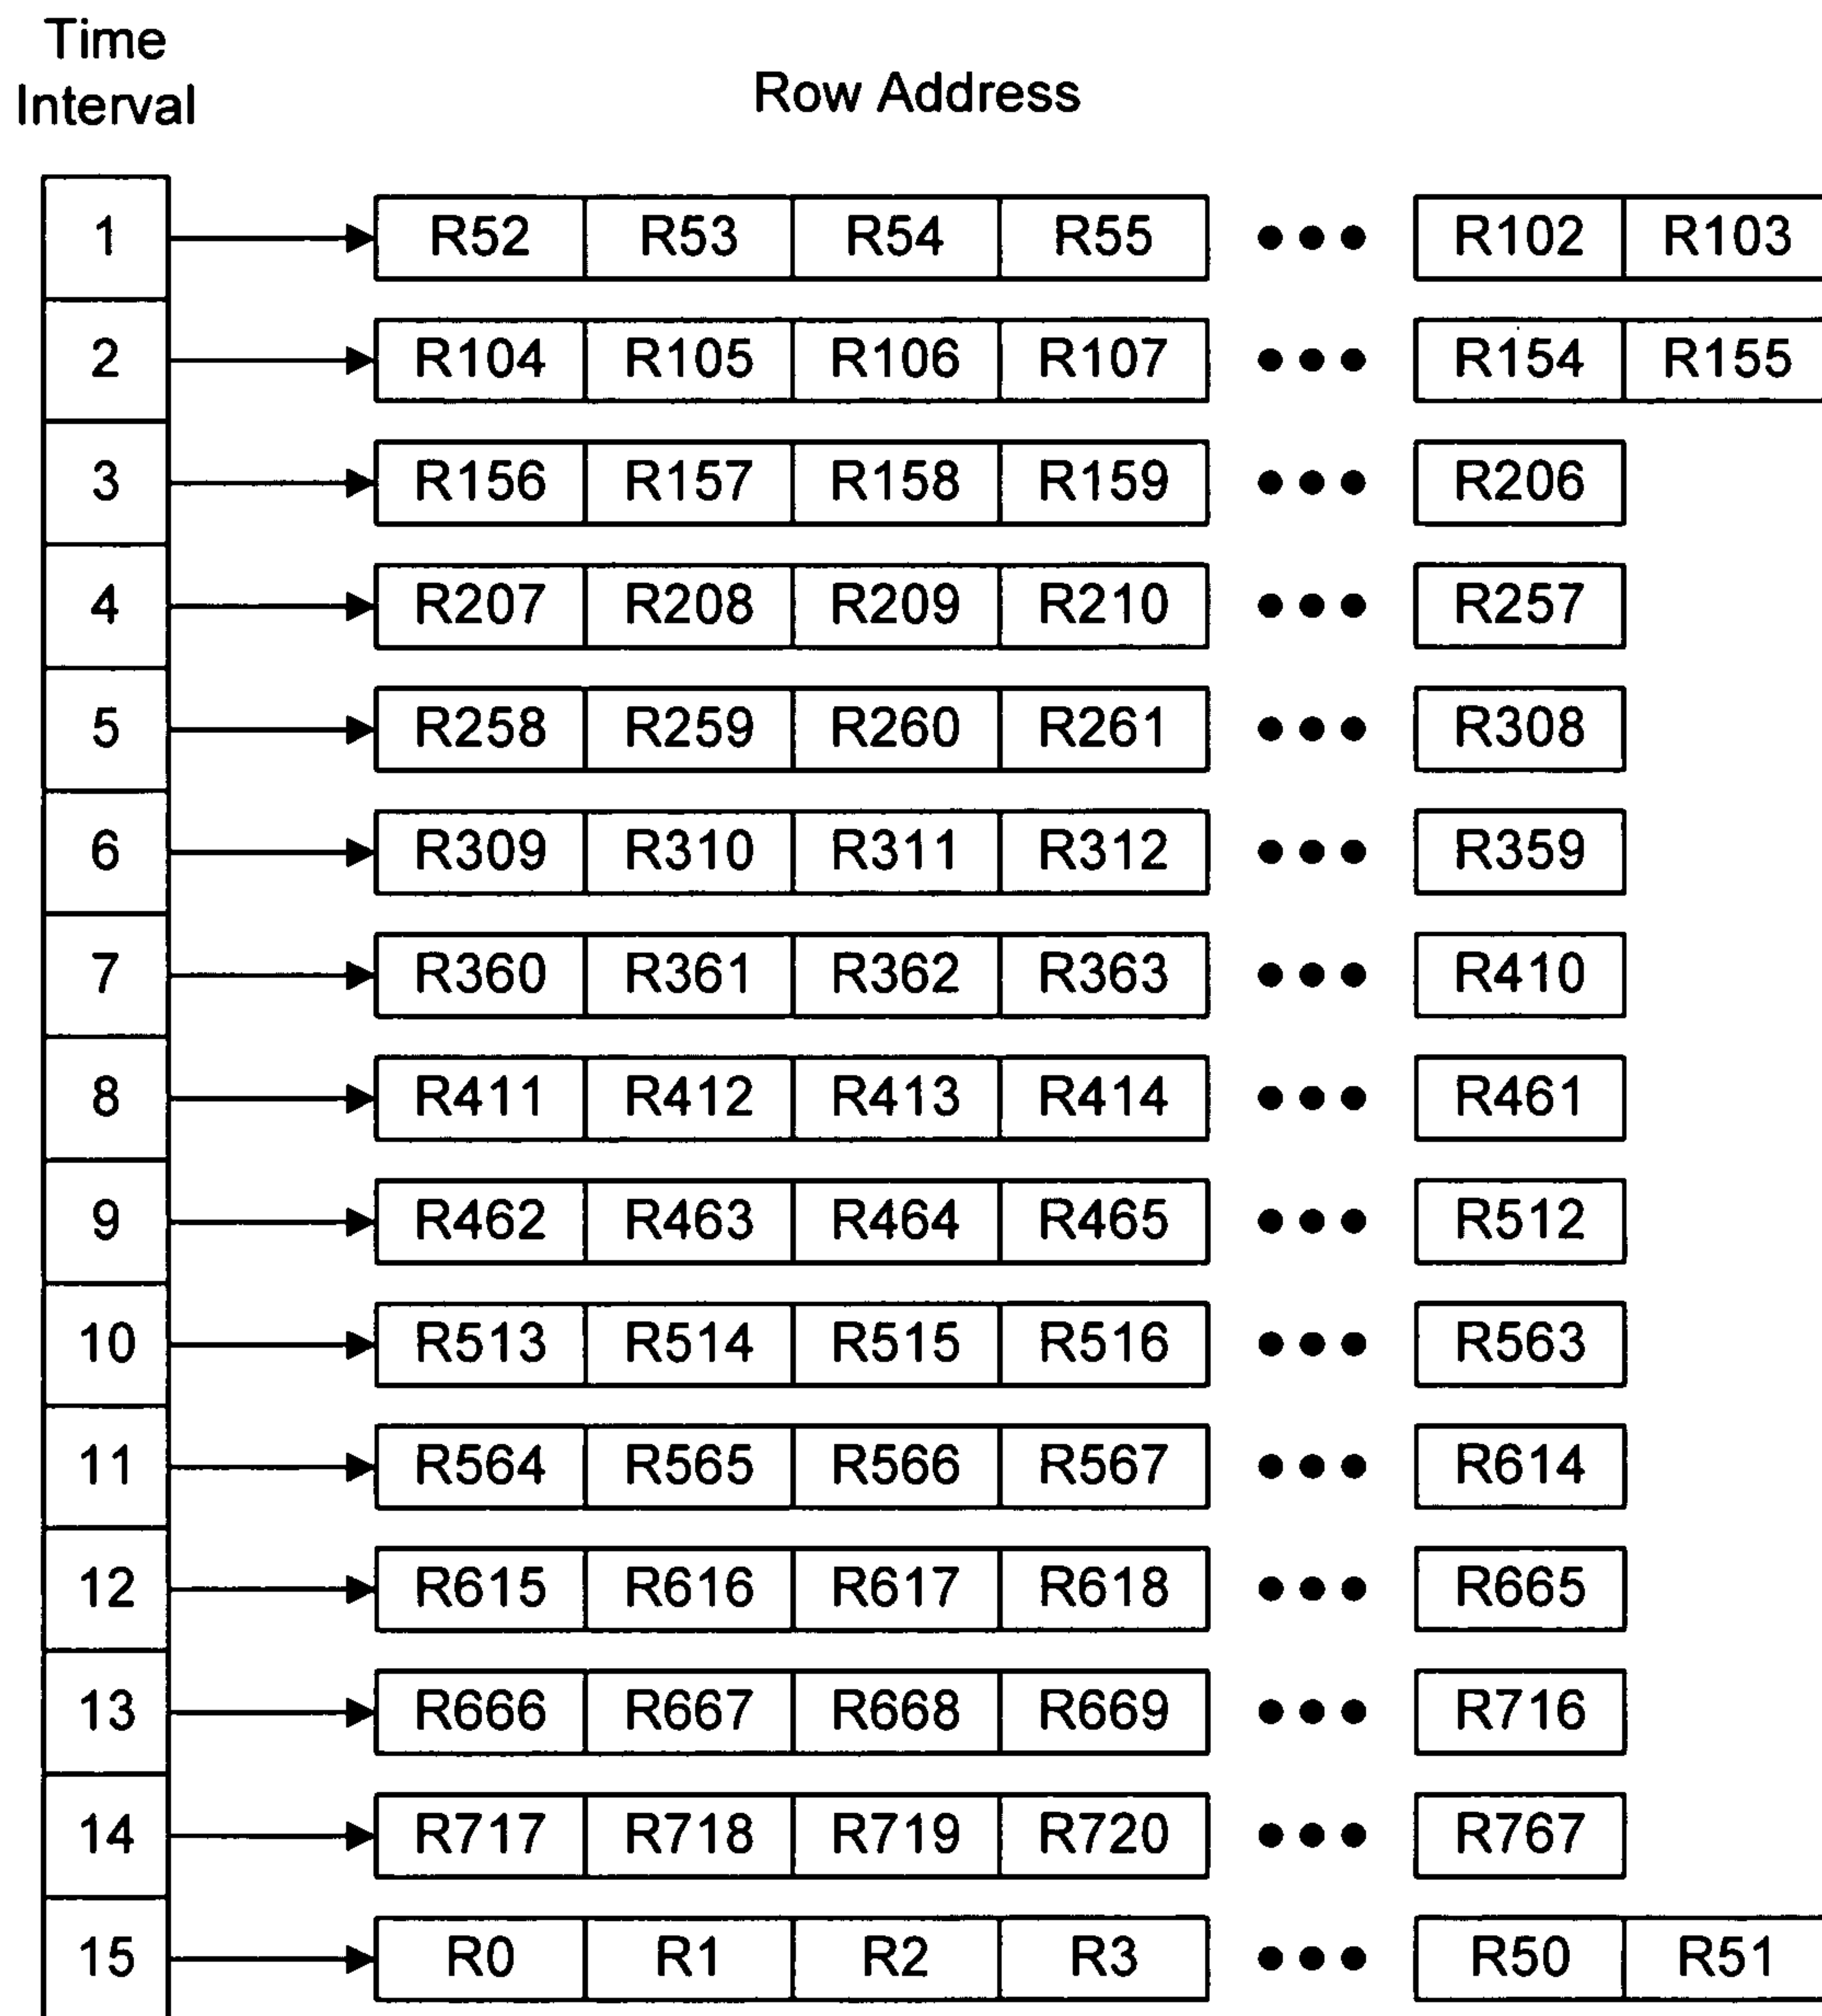 Time
Interval
Row Address
1 R52 R53 R54 R55 ●●● R102 R103
2 R104 R105 R106 R107 ●●● R154 R155
3 R156 R157 R158 R159 ●●● R206
4 R207 R208 R209 R210 ●●● R257
5 R258 R259 R260 R261 ●●● R308
6 R309 R310 R311 R312 ●●● R359
7 R360 R361 R362 R363 ●●● R410
8 R411 R412 R413 R414 ●●● R461
9 R462 R463 R464 R465 ●●● R512
10 R513 R514 R515 R516 ●●● R563
11 R564 R565 R566 R567 ●●● R614
12 R615 R616 R617 R618 ●●● R665
13 R666 R667 R668 R669 ●●● R716
14 R717 R718 R719 R720 ●●● R767
15 R0 R1 R2 R3 ●●● R50 R51